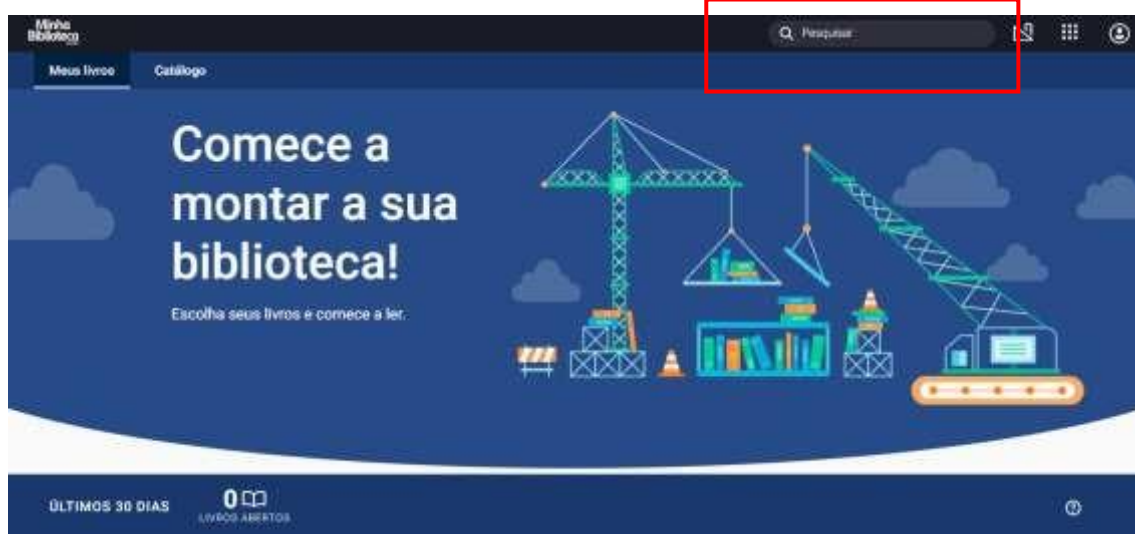 Minha
Biblioteca
Pesquisar
Meus livros
Catálogo
Comece a
montar a sua
biblioteca!
Escolha seus livros e comece a ler.
ÚLTIMOS 30 DIAS
0
LIVROS ABERTOS